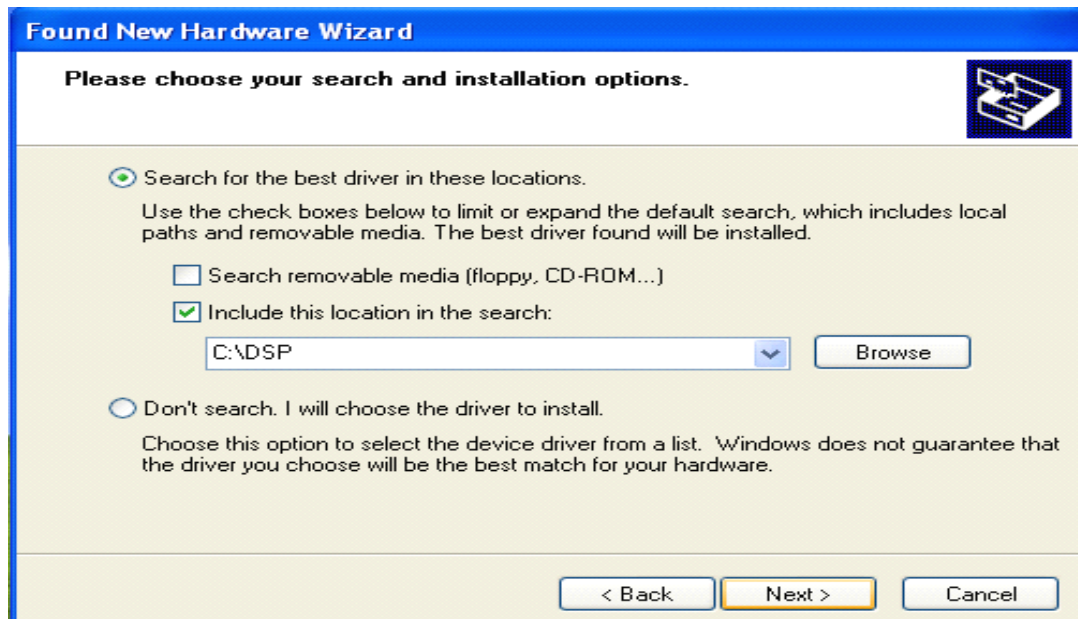 Found New Hardware Wizard
Please choose your search and installation options.
Search for the best driver in these locations.
Use the check boxes below to limit or expand the default search, which includes local
paths and removable media. The best driver found will be installed.
Search removable media (floppy, CD-ROM...)
Include this location in the search:
C:\DSP
Browse
Don't search. I will choose the driver to install.
Choose this option to select the device driver from a list.  Windows does not guarantee that
the driver you choose will be the best match for your hardware.
< Back
Next >
Cancel